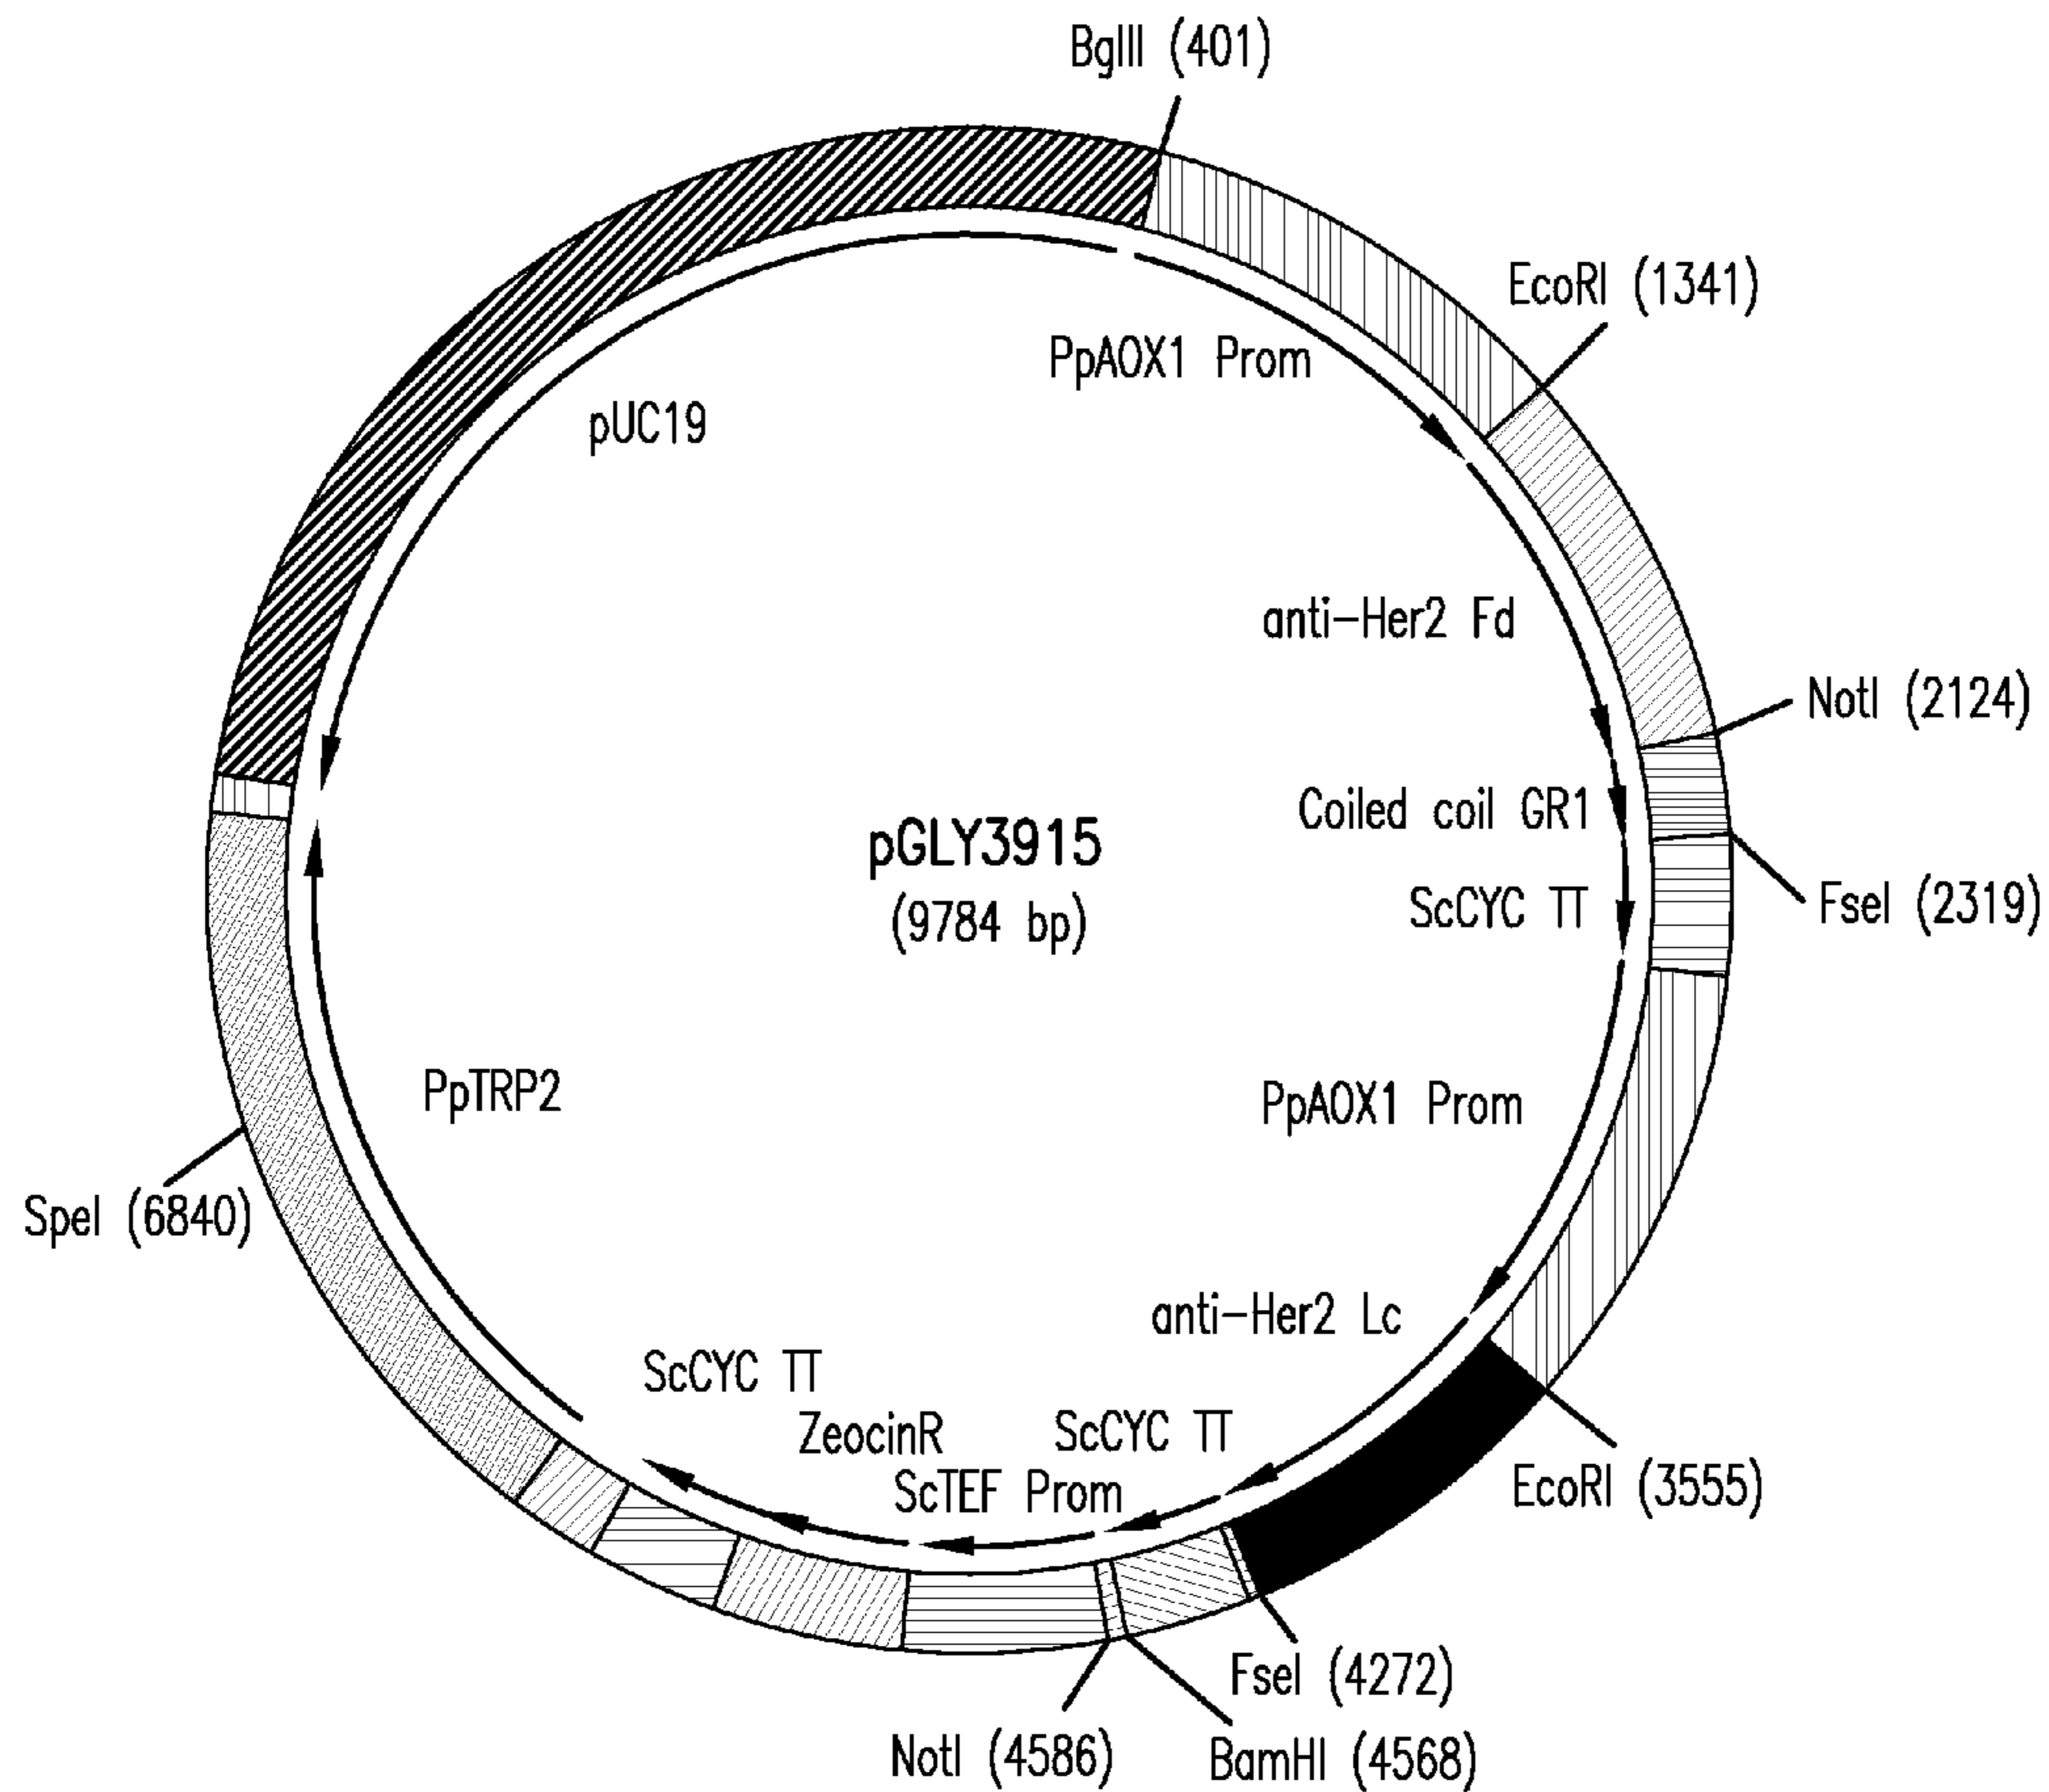 BglII (401)
EcoRI (1341)
PpAOX1 Prom
pUC19
anti-Her2 Fd
NotI (2124)
Coiled coil GR1
pGLY3915
(9784 bp)
ScCYC TT
FseI (2319)
PpTRP2
PpAOX1 Prom
SpeI (6840)
anti-Her2 Lc
ScCYC TT
ZeocinR
ScCYC TT
ScTEF Prom
EcoRI (3555)
FseI (4272)
NotI (4586)
BamHI (4568)